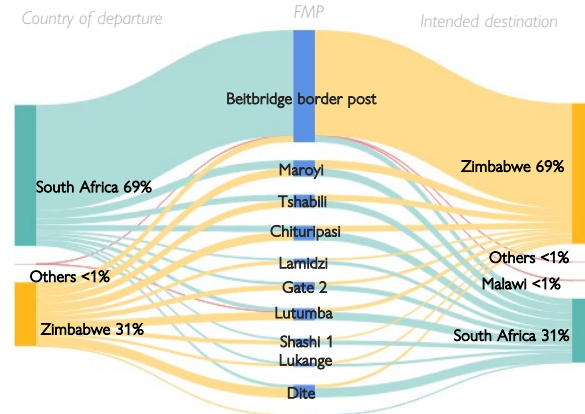 Country of departure
FMP
Intended destination
Beitbridge border post
South Africa 69%
Maroyi
Zimbabwe 69%
Tshabili
Chituripasi
Others <1%
Lamidzi
Others <1%
Gate 2
Malawi <1%
Lutumba
Zimbabwe 31%
South Africa 31%
Shashi 1
Lukange
Dite